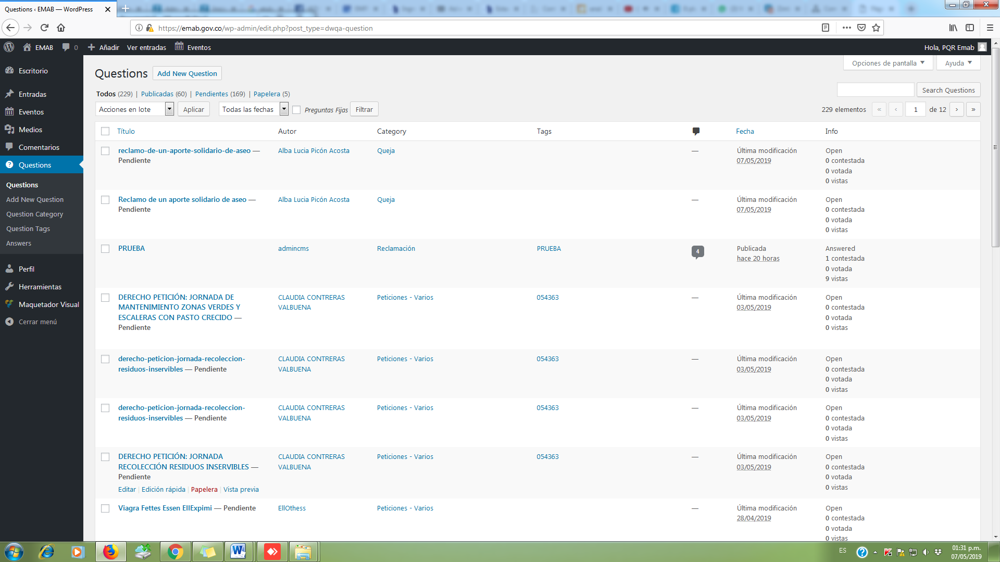 Questions ‹ EMAB — WordPress
https://emab.gov.co/wp-admin/edit.php?post_type=dwqa-question
EMAB 0 Añadir Ver entradas Eventos Hola, PQR Emab
Opciones de pantalla Ayuda
Escritorio
Entradas
Eventos
Medios
Comentarios
Questions
Questions
Add New Question
Question Category
Question Tags
Answers
Perfil
Herramientas
Maquetador Visual
Cerrar menú
Questions Add New Question
Todos (229) | Publicadas (60) | Pendientes (169) | Papelera (5)
Search Questions
Acciones en lote Aplicar Todas las fechas Preguntas Fijas Filtrar 229 elementos « ‹ 1 de 12 › »
Título Autor Category Tags Fecha Info
reclamo-de-un-aporte-solidario-de-aseo — Alba Lucia Picón Acosta Queja — Última modificación Open
Pendiente 07/05/2019 0 contestada
0 votada
0 vistas
Reclamo de un aporte solidario de aseo — Alba Lucia Picón Acosta Queja — Última modificación Open
Pendiente 07/05/2019 0 contestada
0 votada
0 vistas
PRUEBA admincms Reclamación PRUEBA 4 Publicada Answered
hace 20 horas 1 contestada
0 votada
9 vistas
DERECHO PETICIÓN: JORNADA DE CLAUDIA CONTRERAS Peticiones - Varios 054363 — Última modificación Open
MANTENIMIENTO ZONAS VERDES Y VALBUENA 03/05/2019 0 contestada
ESCALERAS CON PASTO CRECIDO — 0 votada
Pendiente 0 vistas
derecho-peticion-jornada-recoleccion- CLAUDIA CONTRERAS Peticiones - Varios 054363 — Última modificación Open
residuos-inservibles — Pendiente VALBUENA 03/05/2019 0 contestada
0 votada
0 vistas
derecho-peticion-jornada-recoleccion- CLAUDIA CONTRERAS Peticiones - Varios 054363 — Última modificación Open
residuos-inservibles — Pendiente VALBUENA 03/05/2019 0 contestada
0 votada
0 vistas
DERECHO PETICIÓN: JORNADA CLAUDIA CONTRERAS Peticiones - Varios 054363 — Última modificación Open
RECOLECCIÓN RESIDUOS INSERVIBLES — VALBUENA 03/05/2019 0 contestada
Pendiente 0 votada
Editar | Edición rápida | Papelera | Vista previa 0 vistas
Viagra Fettes Essen EllExpimi — Pendiente EllOthess Peticiones - Varios — Última modificación Open
28/04/2019 0 contestada
0 votada
0 vistas
ES 01:31 p.m.
07/05/2019